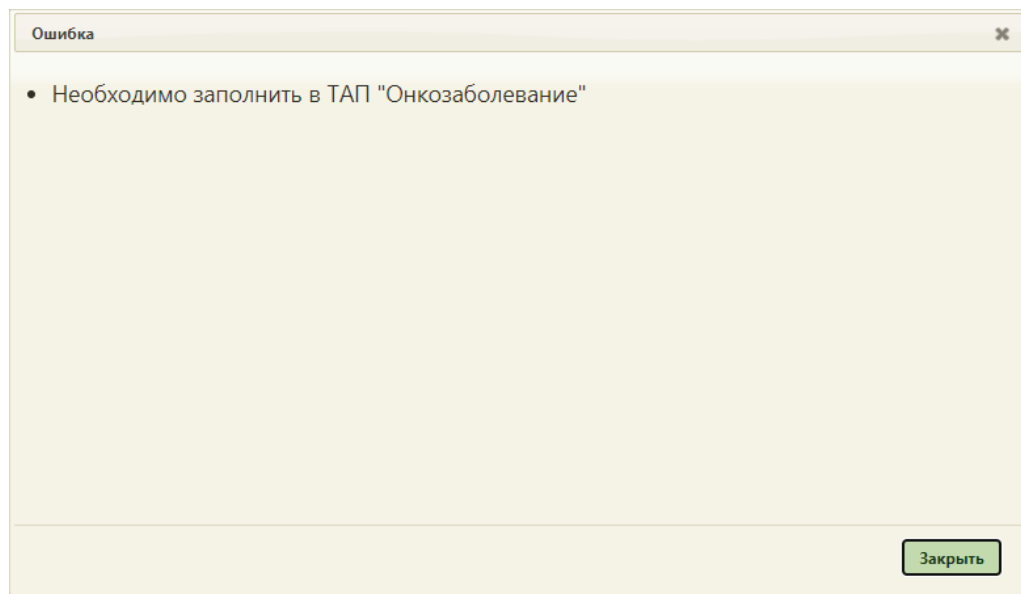 Ошибка
Необходимо заполнить в ТАП "Онкозаболевание"
Закрыть